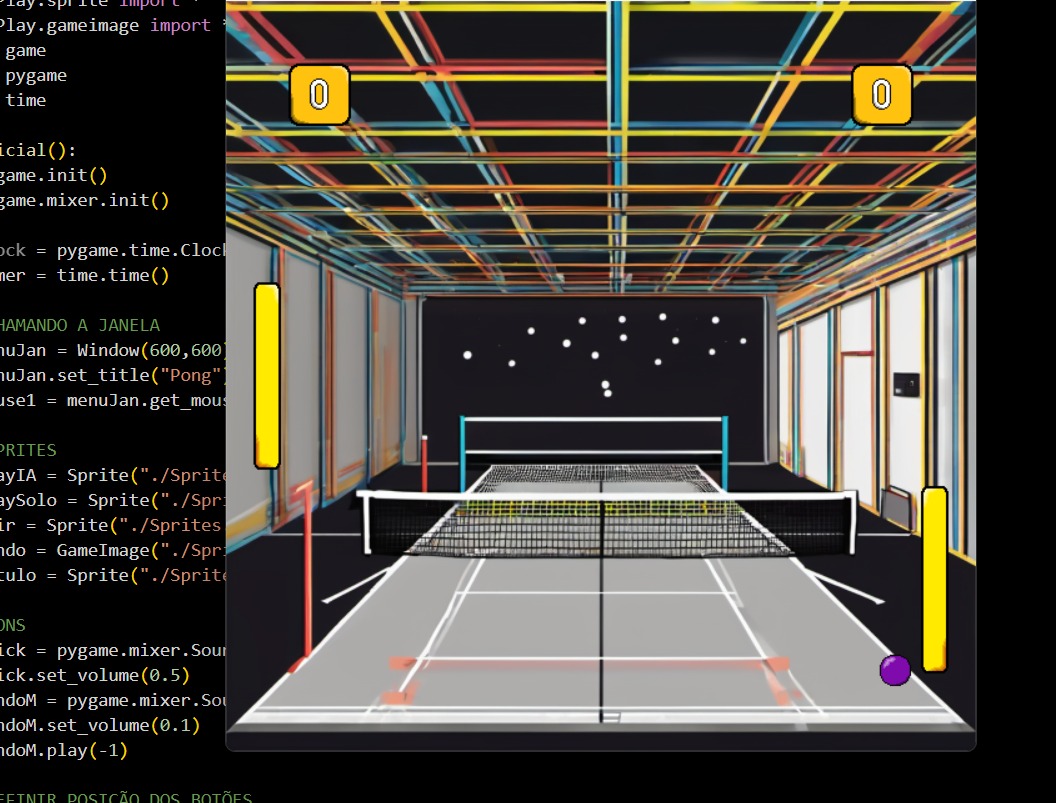 Play.sprite import *
Play.gameimage import *
game
pygame
time
0
0
icial():
game.init()
game.mixer.init()
ock = pygame.time.Clock
mer = time.time()
HAMANDO A JANELA
nuJan = Window(600,600)
nuJan.set_title("Pong")
use1 = menuJan.get_mous
PRITES
ayIA = Sprite("./Sprite
aySolo = Sprite("./Spri
ir = Sprite("./Sprites
ndo = GameImage("./Spri
tulo = Sprite("./Sprite
ONS
ick = pygame.mixer.Sour
ick.set_volume(0.5)
ndoM = pygame.mixer.Sou
ndoM.set_volume(0.1)
ndoM.play(-1)
EFINIR POSIÇÃO DOS BOTÕES